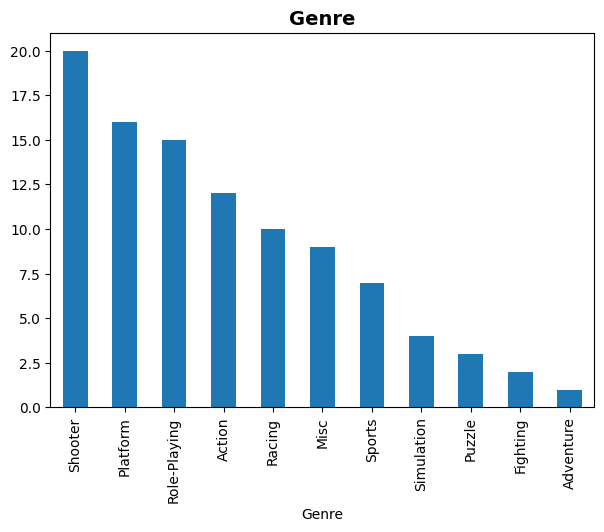 Genre
20.0
17.5
15.0
12.5
10.0
7.5
5.0
2.5
0.0
Shooter
Platform
Role-Playing
Action
Racing
Misc
Sports
Simulation
Puzzle
Fighting
Adventure
Genre